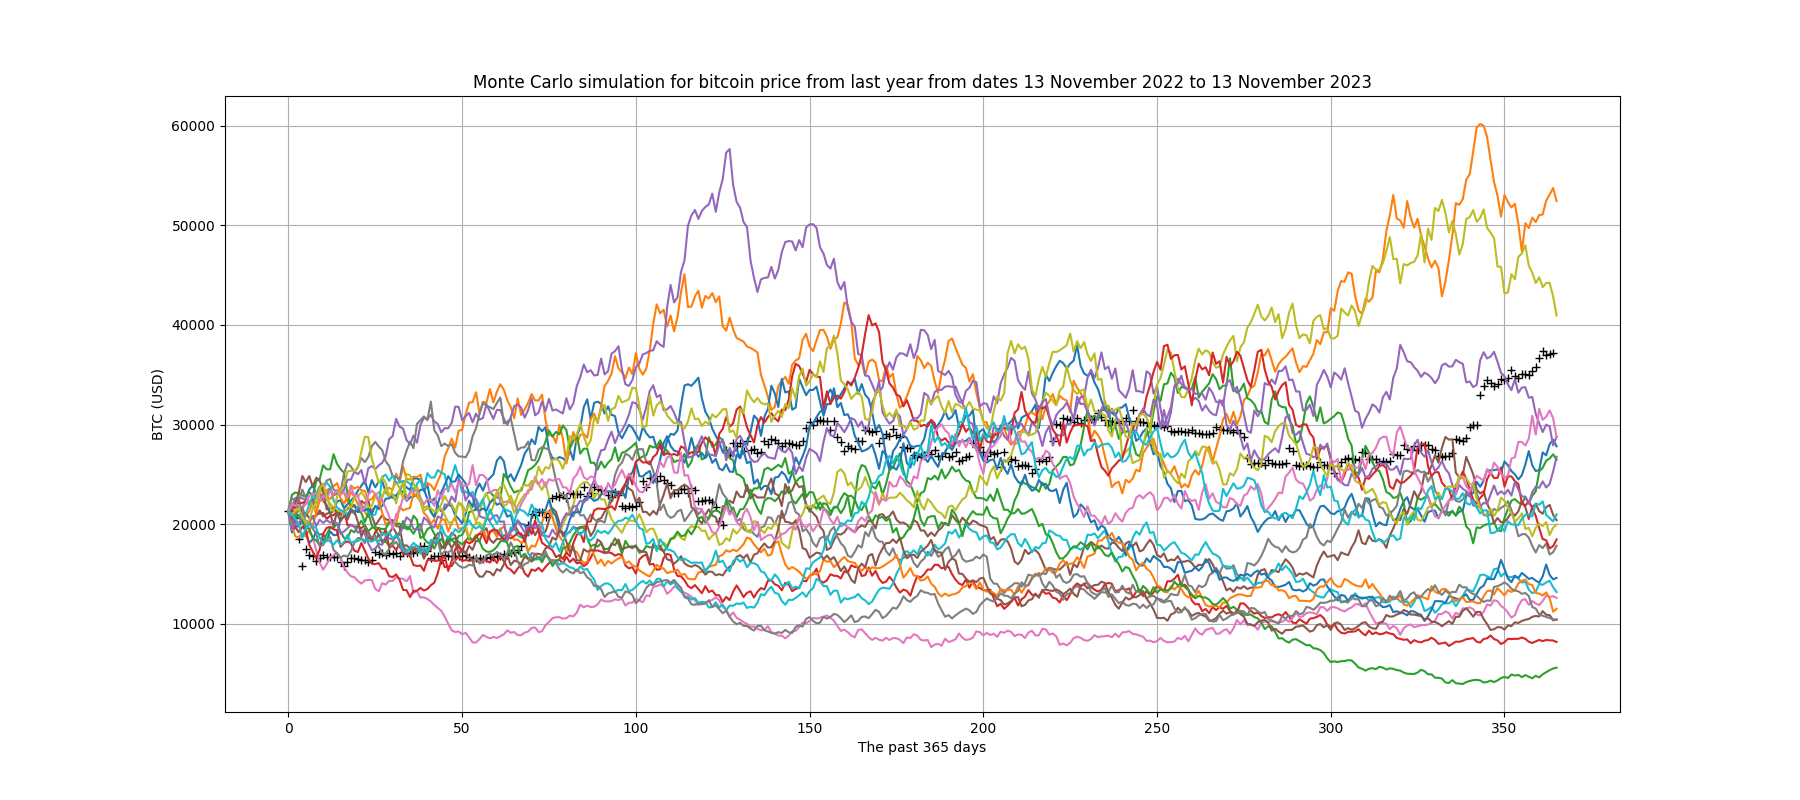 Monte Carlo simulation for bitcoin price from last year from dates 13 November 2022 to 13 November 2023
60000
50000
40000
30000
20000
10000
BTC (USD)
0 50 100 150 200 250 300 350
The past 365 days